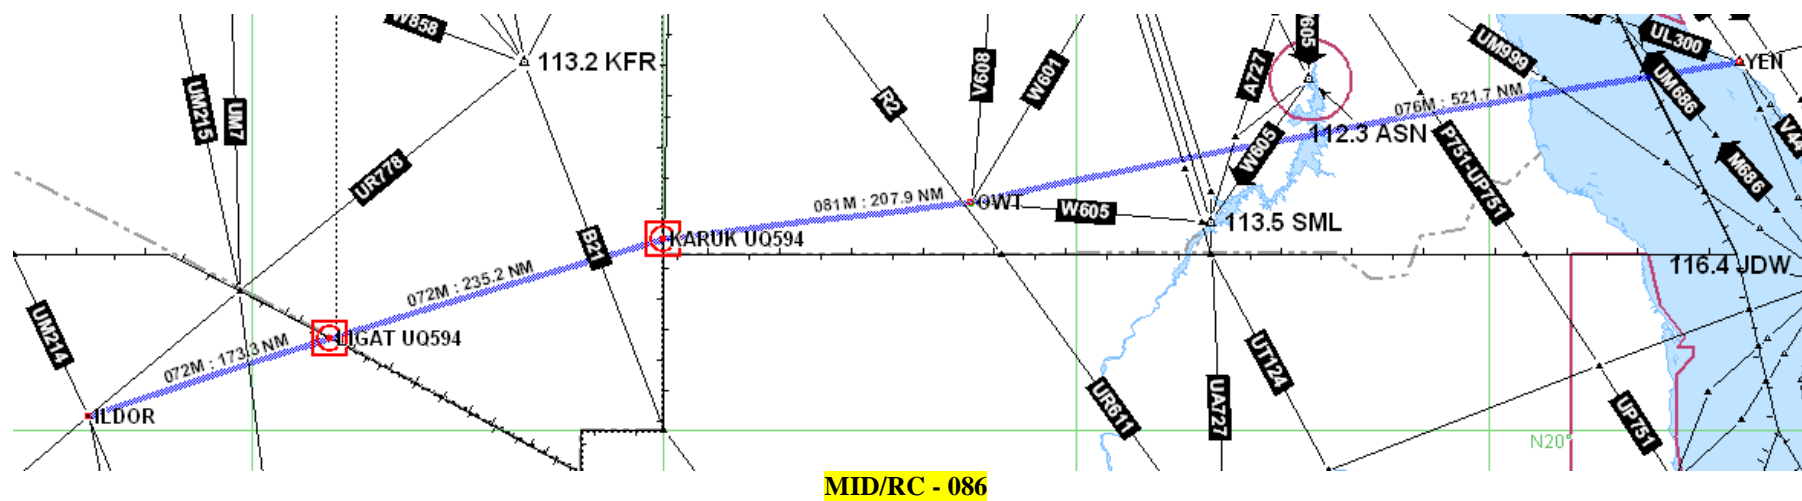 W858
W605
UL300
UM999
YEN
113.2 KFR
UM215
UM7
V608
W601
A727
UM686
R2
076M : 521.7 NM
112.3 ASN
V44
UR778
W605
P751-UP751
M686
081M : 207.9 NM
OWT
W605
113.5 SML
B21
KARUK UQ594
072M : 235.2 NM
116.4 JDW
UM214
LIGAT UQ594
072M : 173.3 NM
UT124
ILDOR
UR611
UA727
UP751
N20°
MID/RC - 086